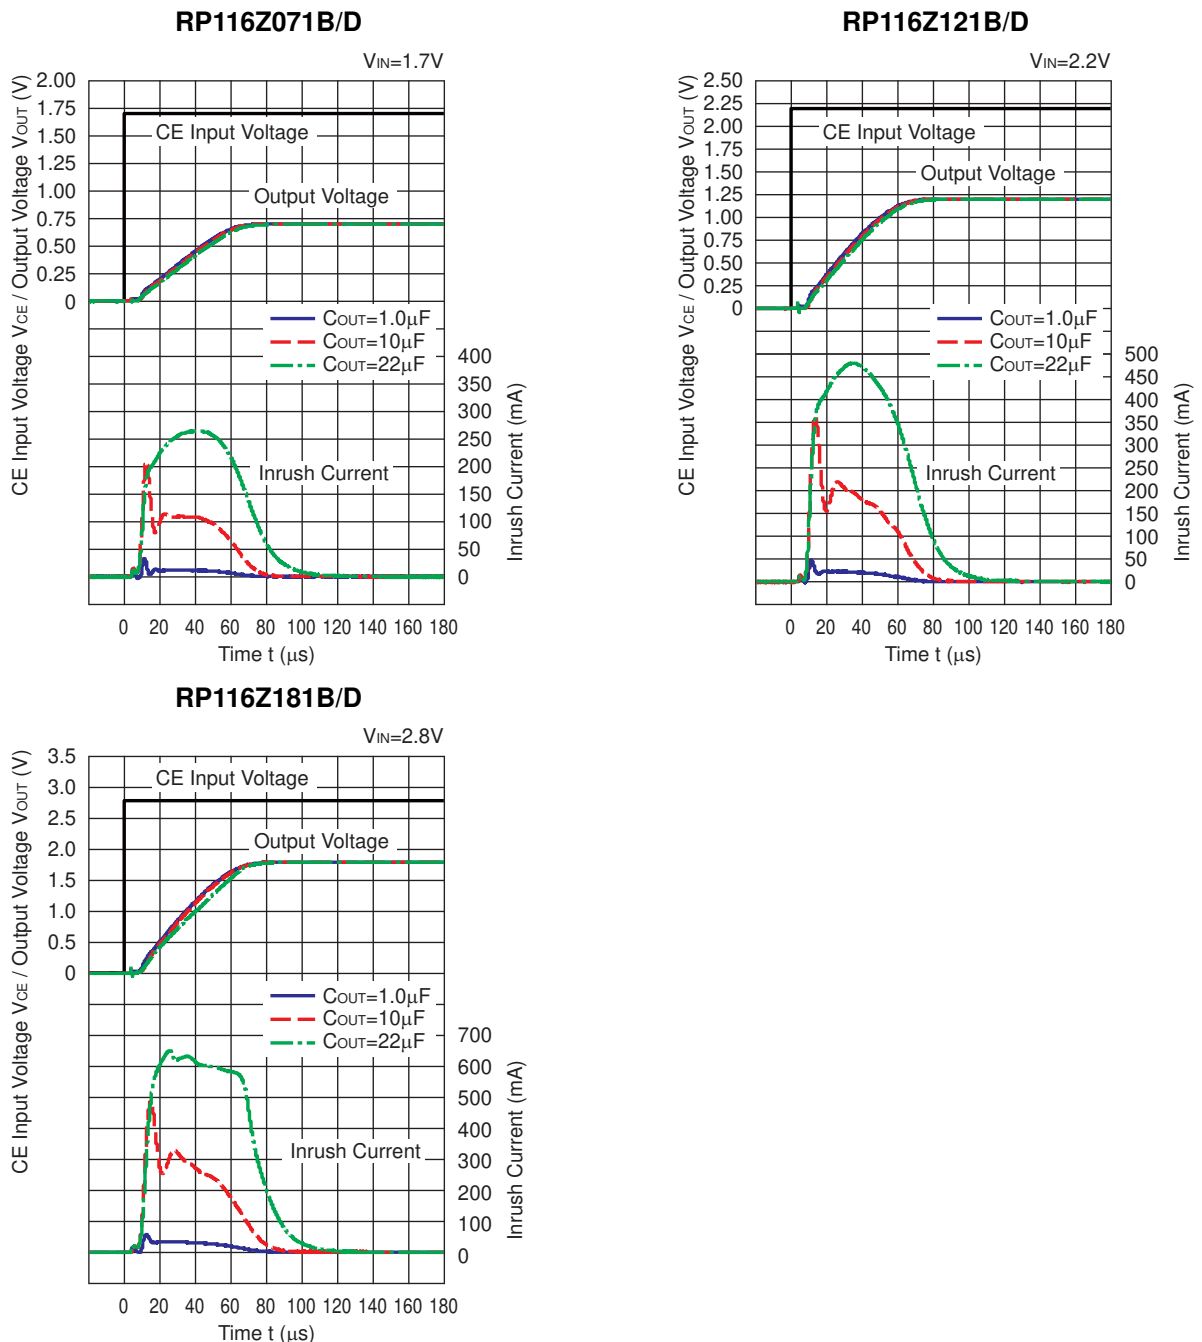 RP116Z071B/D
VIN=1.7V
CE Input Voltage VCE / Output Voltage VOUT (V)
2.00
1.75
1.50
1.25
1.00
0.75
0.50
0.25
0
CE Input Voltage
Output Voltage
COUT=1.0μF
COUT=10μF
COUT=22μF
Inrush Current
400
300
300
250
200
100
100
50
0
Inrush Current (mA)
0 20 40 60 80 100 120 140 160 180
Time t (μs)
RP116Z121B/D
VIN=2.2V
CE Input Voltage VCE / Output Voltage VOUT (V)
2.50
2.25
2.00
1.75
1.50
1.25
1.00
0.75
0.50
0.25
0
CE Input Voltage
Output Voltage
COUT=1.0μF
COUT=10μF
COUT=22μF
Inrush Current
500
450
400
350
300
250
200
150
100
50
0
Inrush Current (mA)
0 20 40 60 80 100 120 140 160 180
Time t (μs)
RP116Z181B/D
VIN=2.8V
CE Input Voltage VCE / Output Voltage VOUT (V)
3.5
3.0
2.5
2.0
1.5
1.0
0.5
0
CE Input Voltage
Output Voltage
COUT=1.0μF
COUT=10μF
COUT=22μF
Inrush Current
700
600
500
400
300
200
100
0
Inrush Current (mA)
0 20 40 60 80 100 120 140 160 180
Time t (μs)